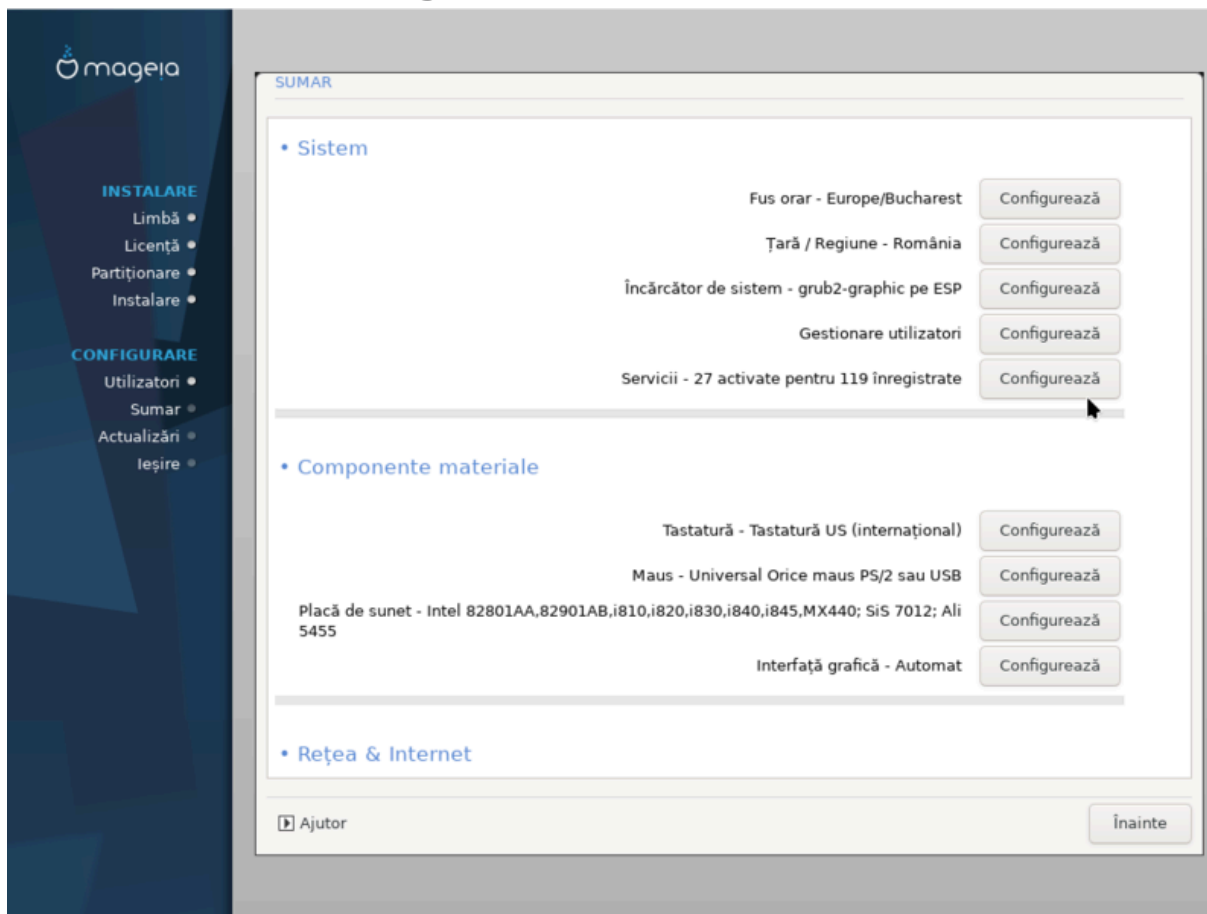 mageia
INSTALARE
Limbă
Licență
Partiționare
Instalare
CONFIGURARE
Utilizatori
Sumar
Actualizări
Ieșire
SUMAR
• Sistem
Fus orar - Europe/Bucharest Configurează
Țară / Regiune - România Configurează
Încărcător de sistem - grub2-graphic pe ESP Configurează
Gestionare utilizatori Configurează
Servicii - 27 activate pentru 119 înregistrate Configurează
• Componente materiale
Tastatură - Tastatură US (internațional) Configurează
Maus - Universal Orice maus PS/2 sau USB Configurează
Placă de sunet - Intel 82801AA,82901AB,i810,i820,i830,i840,i845,MX440; SiS 7012; Ali
5455 Configurează
Interfață grafică - Automat Configurează
• Rețea & Internet
Ajutor
Înainte